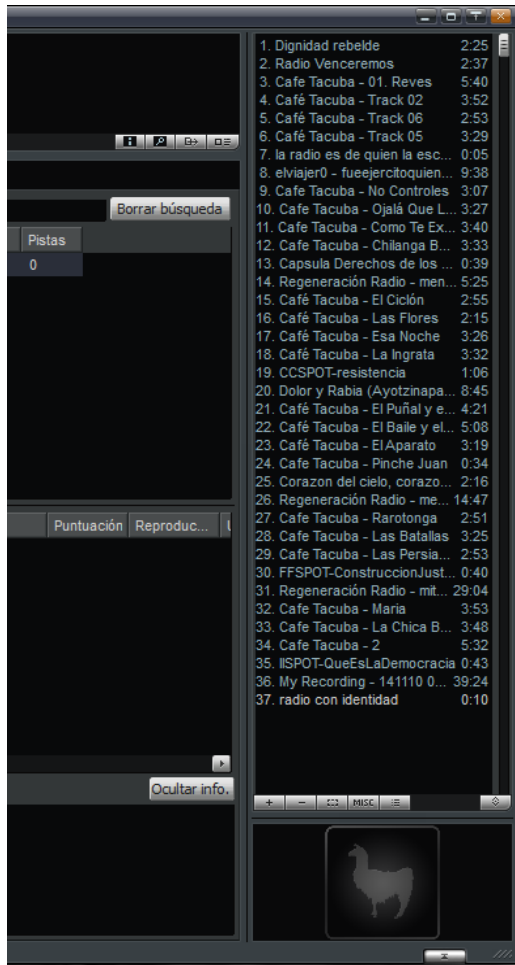 Borrar búsqueda
Pistas
0
Puntuación Reproduc...
Ocultar info.
1. Dignidad rebelde 2:25
2. Radio Venceremos 2:37
3. Cafe Tacuba - 01. Reves 5:40
4. Café Tacuba - Track 02 3:52
5. Café Tacuba - Track 06 2:53
6. Café Tacuba - Track 05 3:29
7. la radio es de quien la esc... 0:05
8. elviajer0 - fueejercitoquien... 9:38
9. Cafe Tacuba - No Controles 3:07
10. Cafe Tacuba - Ojalá Que L... 3:27
11. Cafe Tacuba - Como Te Ex... 3:40
12. Cafe Tacuba - Chilanga B... 3:33
13. Capsula Derechos de los ... 0:39
14. Regeneración Radio - men... 5:25
15. Café Tacuba - El Ciclón 2:55
16. Café Tacuba - Las Flores 2:15
17. Café Tacuba - Esa Noche 3:26
18. Café Tacuba - La Ingrata 3:32
19. CCSPOT-resistencia 1:06
20. Dolor y Rabia (Ayotzinapa... 8:45
21. Café Tacuba - El Puñal y e... 4:21
22. Café Tacuba - El Baile y el... 5:08
23. Café Tacuba - El Aparato 3:19
24. Cafe Tacuba - Pinche Juan 0:34
25. Corazon del cielo, corazo... 2:16
26. Regeneración Radio - me... 14:47
27. Cafe Tacuba - Rarotonga 2:51
28. Cafe Tacuba - Las Batallas 3:25
29. Cafe Tacuba - Las Persia... 2:53
30. FFSPOT-ConstruccionJust... 0:40
31. Regeneración Radio - mit... 29:04
32. Cafe Tacuba - Maria 3:53
33. Cafe Tacuba - La Chica B... 3:48
34. Cafe Tacuba - 2 5:32
35. IISPOT-QueEsLaDemocracia 0:43
36. My Recording - 141110 0... 39:24
37. radio con identidad 0:10
MISC